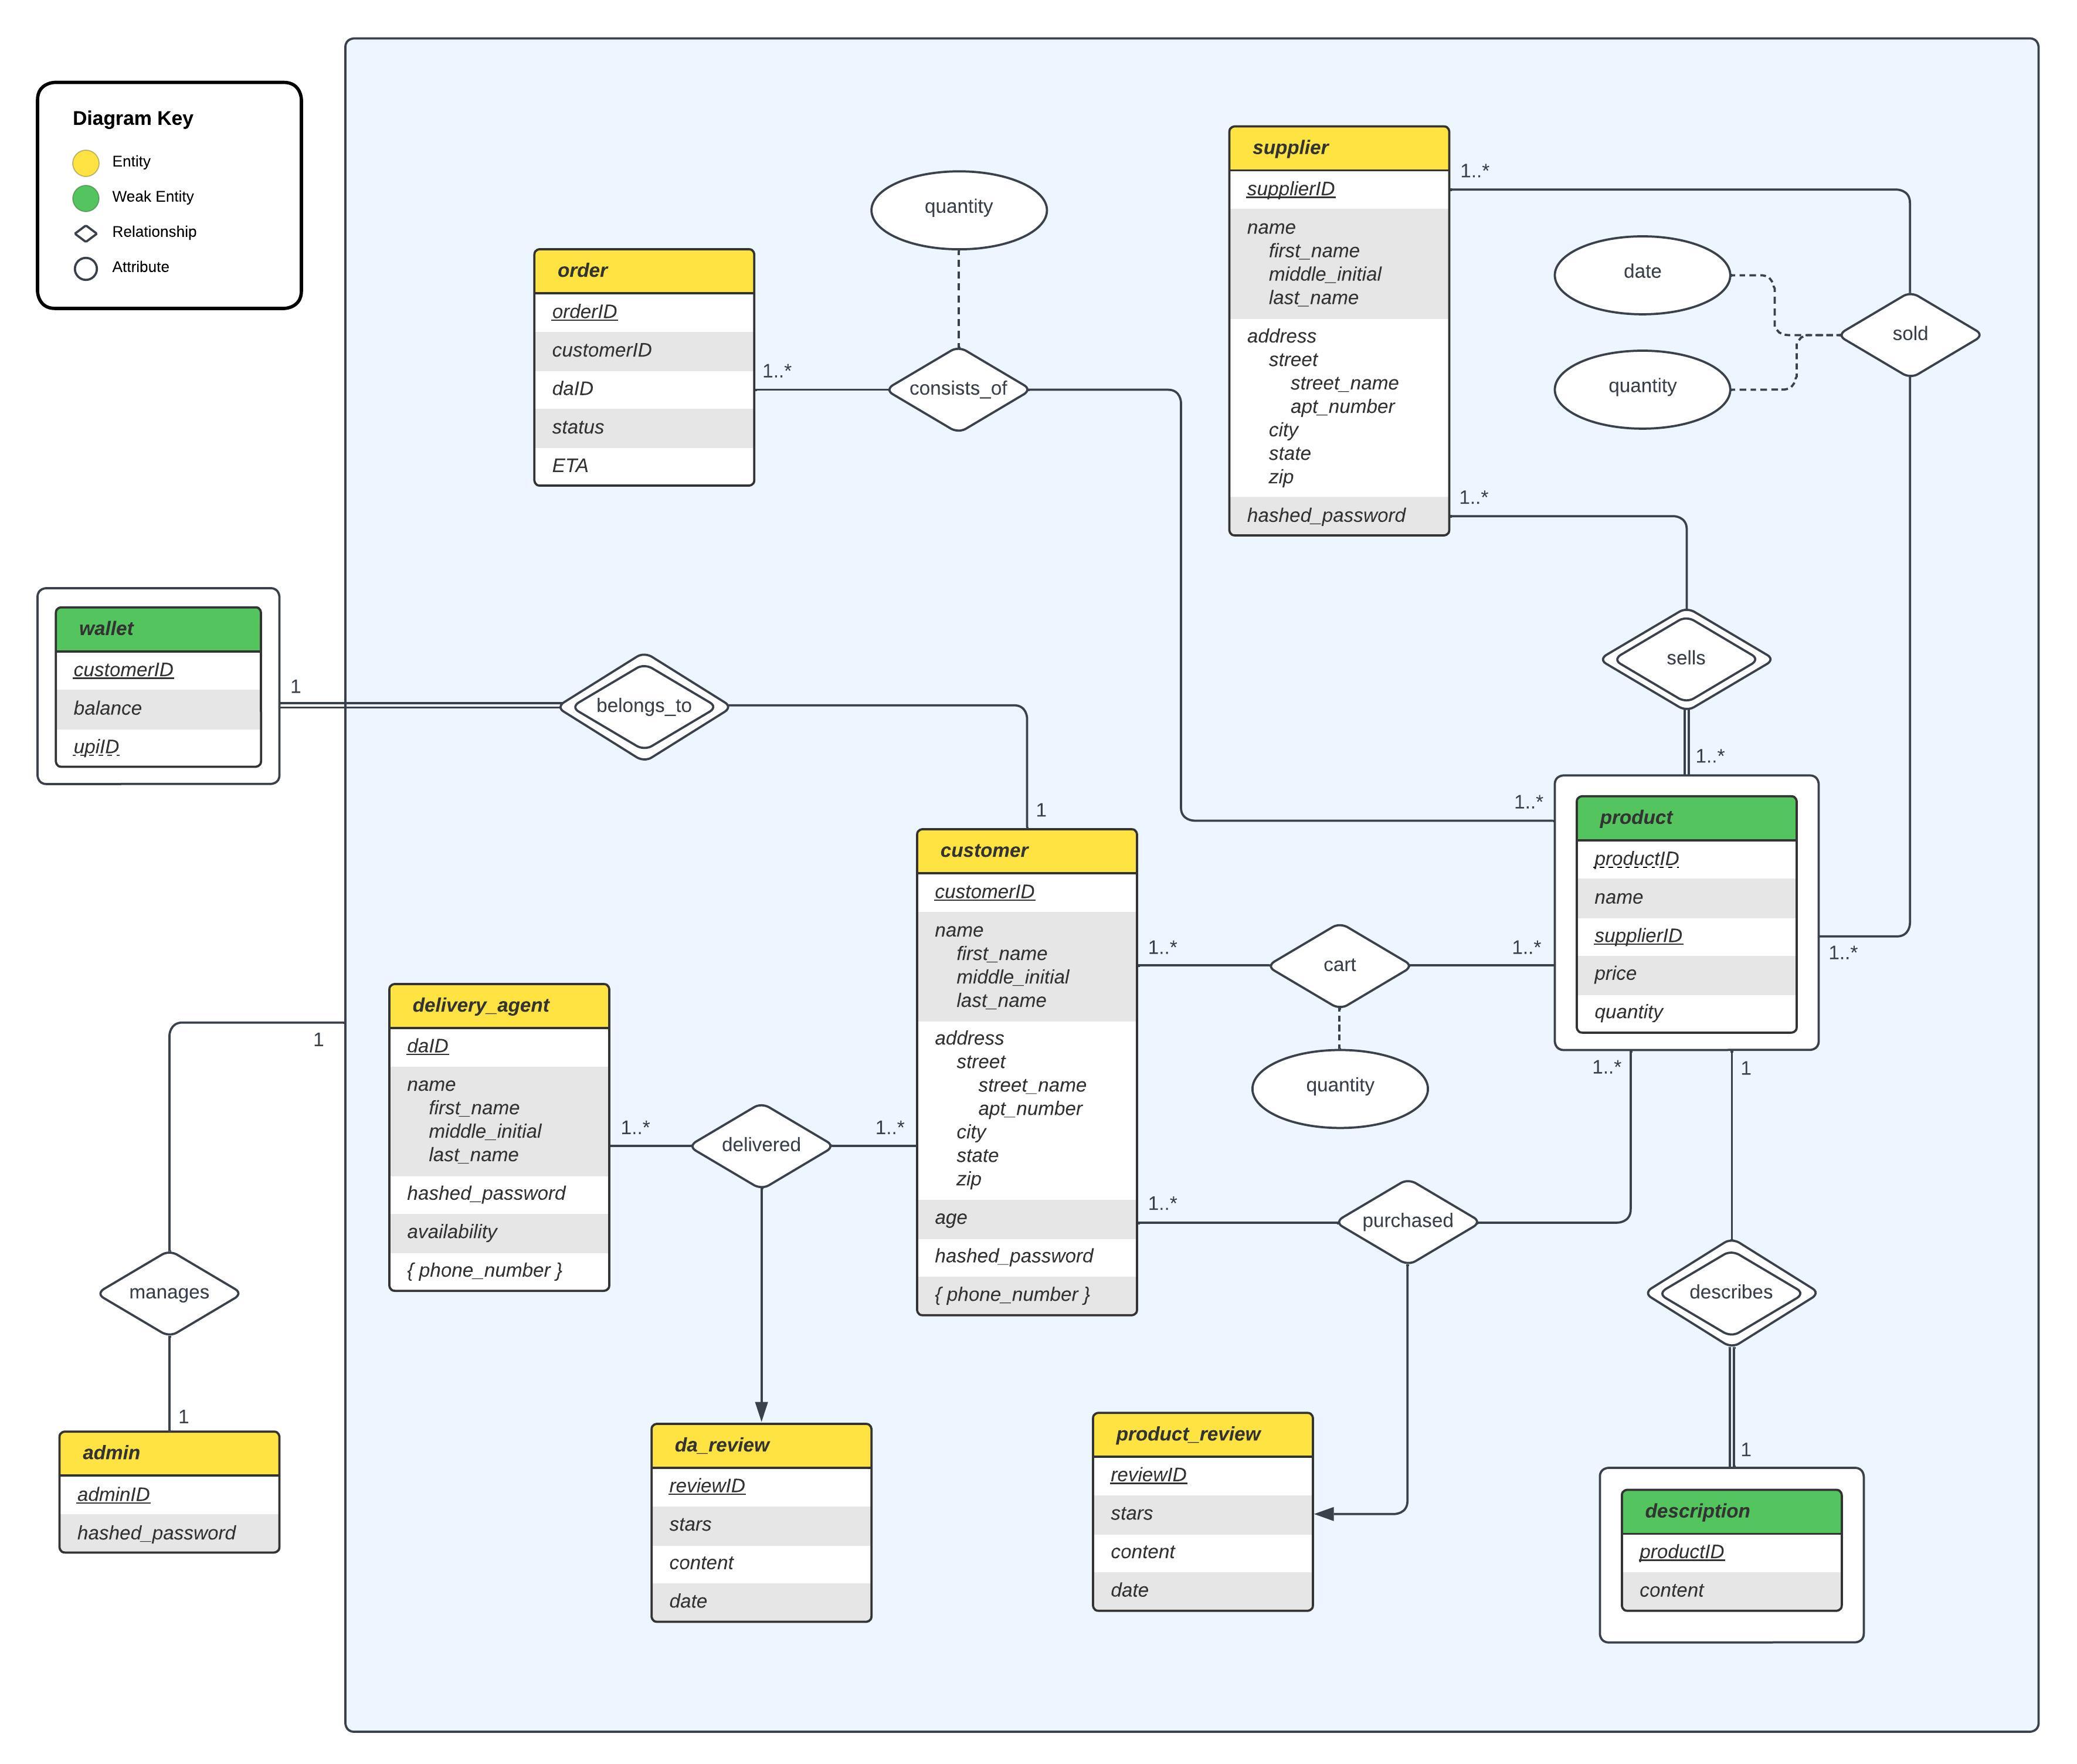 Diagram Key
Entity
Weak Entity
Relationship
Attribute
supplier
supplierID
name
first_name
middle_initial
last_name
address
street
street_name
apt_number
city
state
zip
hashed_password
1..*
1..*
quantity
date
quantity
sold
order
orderID
customerID
daID
status
ETA
1..*
consists_of
wallet
customerID
balance
upiID
1
belongs_to
1
sells
1..*
1..*
product
productID
name
supplierID
price
quantity
1..*
1..*
1
customer
customerID
name
first_name
middle_initial
last_name
address
street
street_name
apt_number
city
state
zip
age
hashed_password
{ phone_number }
1..*
cart
1..*
quantity
1..*
purchased
delivery_agent
daID
name
first_name
middle_initial
last_name
hashed_password
availability
{ phone_number }
1..*
delivered
1..*
1
manages
1
admin
adminID
hashed_password
da_review
reviewID
stars
content
date
product_review
reviewID
stars
content
date
describes
1
description
productID
content